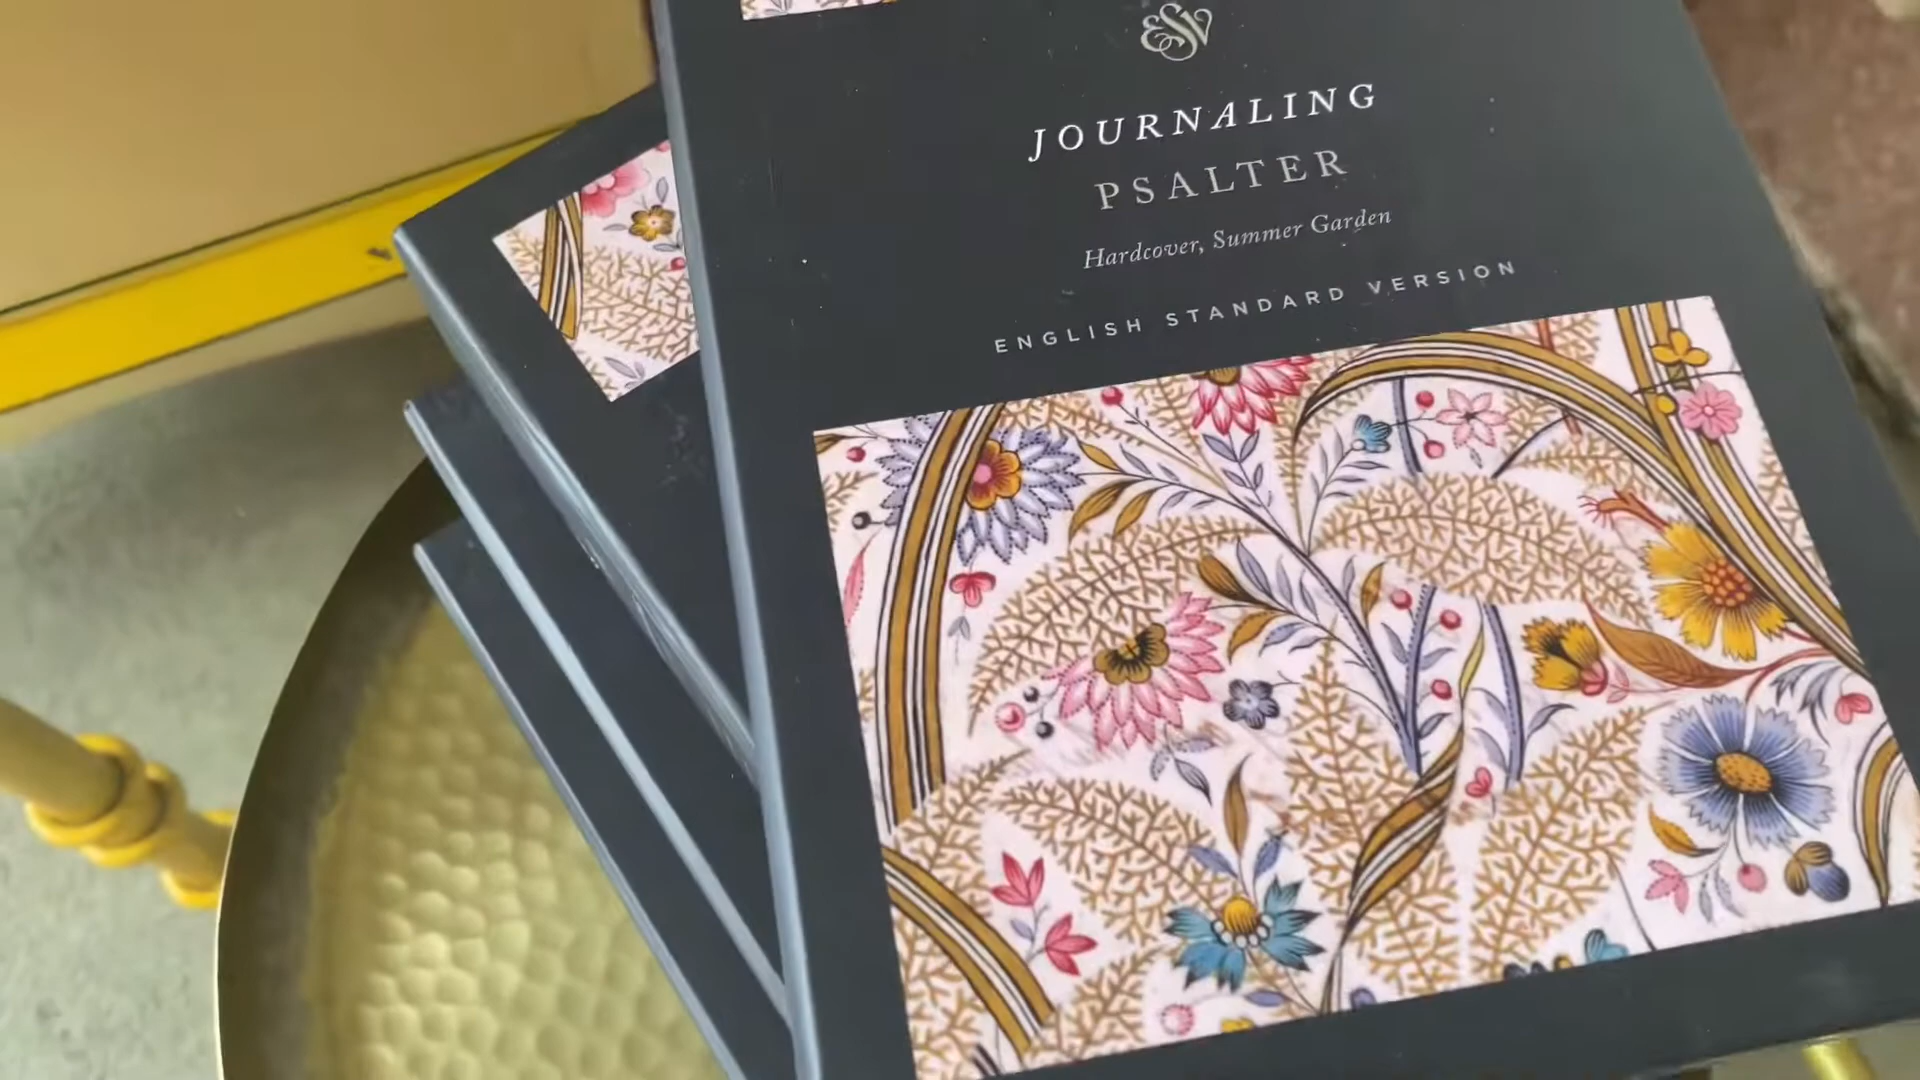 ESV
JOURNALING
PSALTER
Hardcover, Summer Garden
ENGLISH STANDARD VERSION